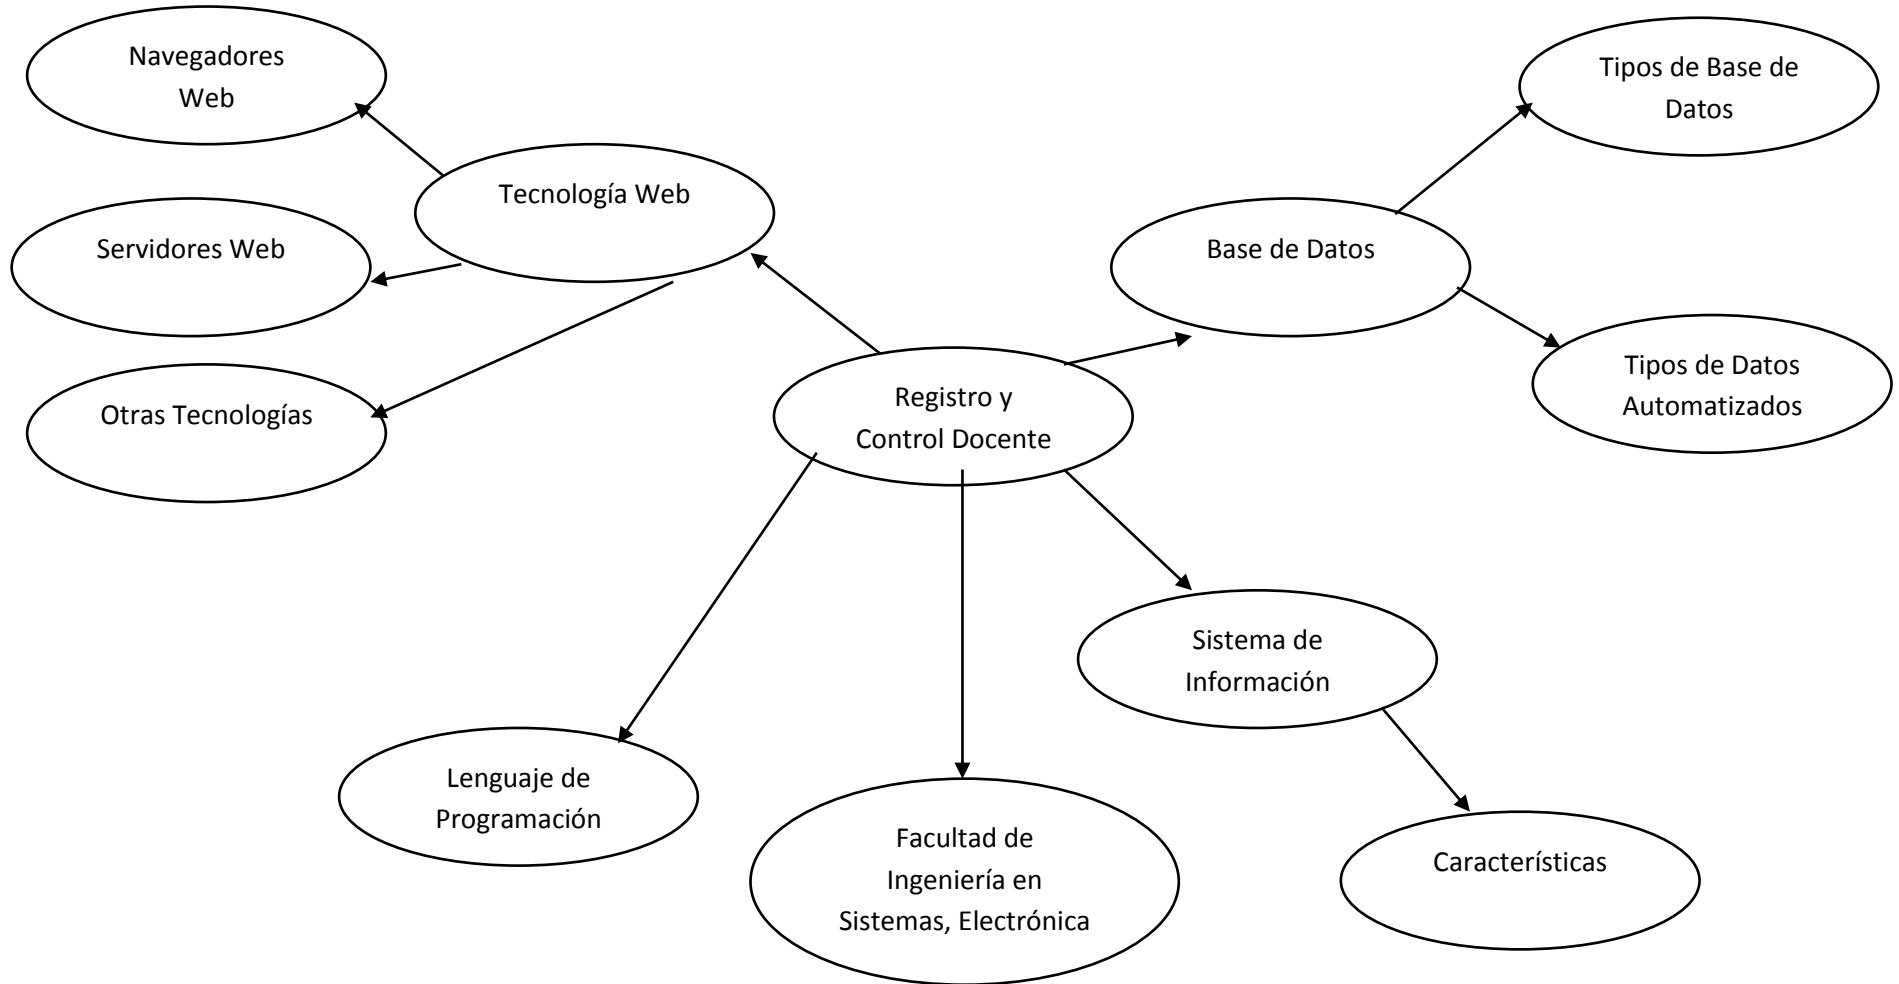 Navegadores
Web
Tipos de Base de
Datos
Tecnología Web
Servidores Web
Base de Datos
Otras Tecnologías
Registro y
Control Docente
Tipos de Datos
Automatizados
Sistema de
Información
Lenguaje de
Programación
Facultad de
Ingeniería en
Sistemas, Electrónica
Características